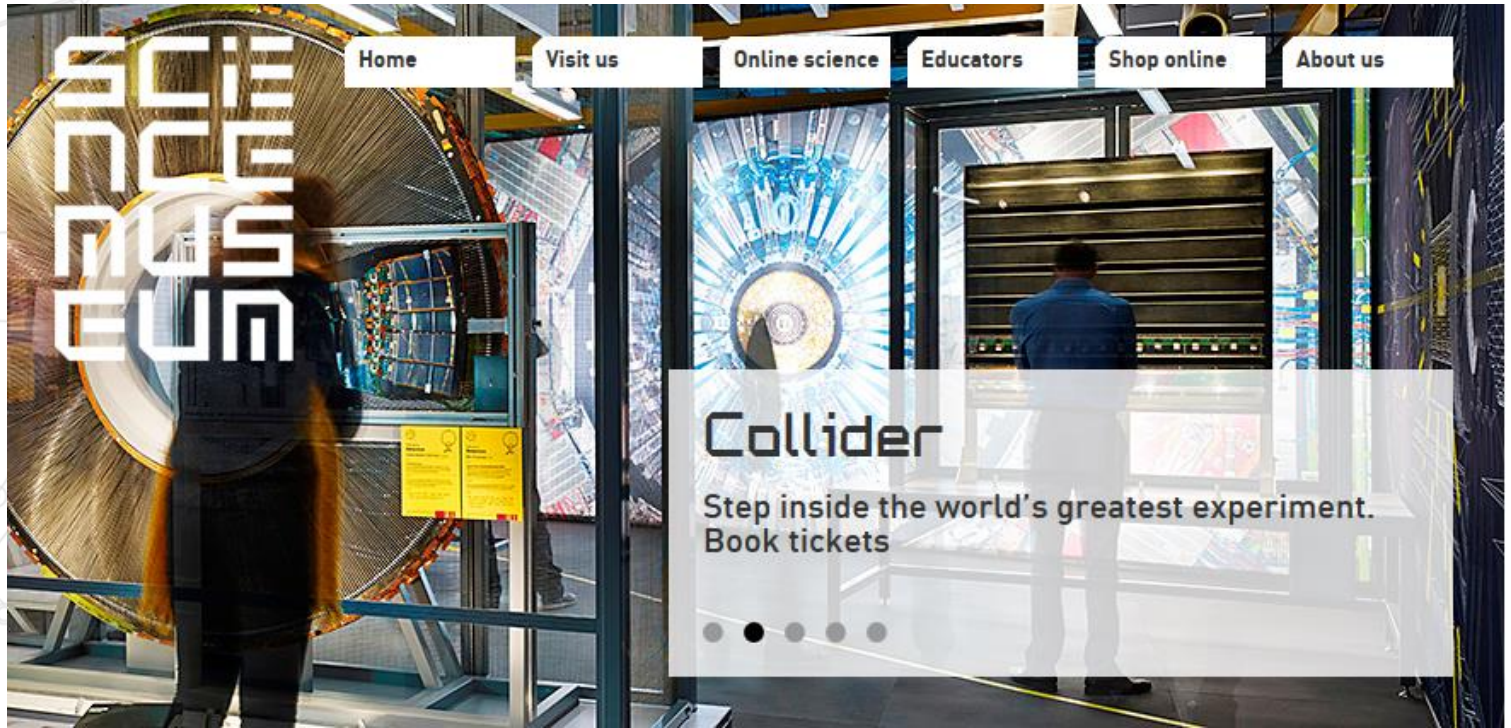 SCiE
NCE
MUS
EUM
Home
Visit us
Online science
Educators
Shop online
About us
Collider
Step inside the world's greatest experiment.
Book tickets